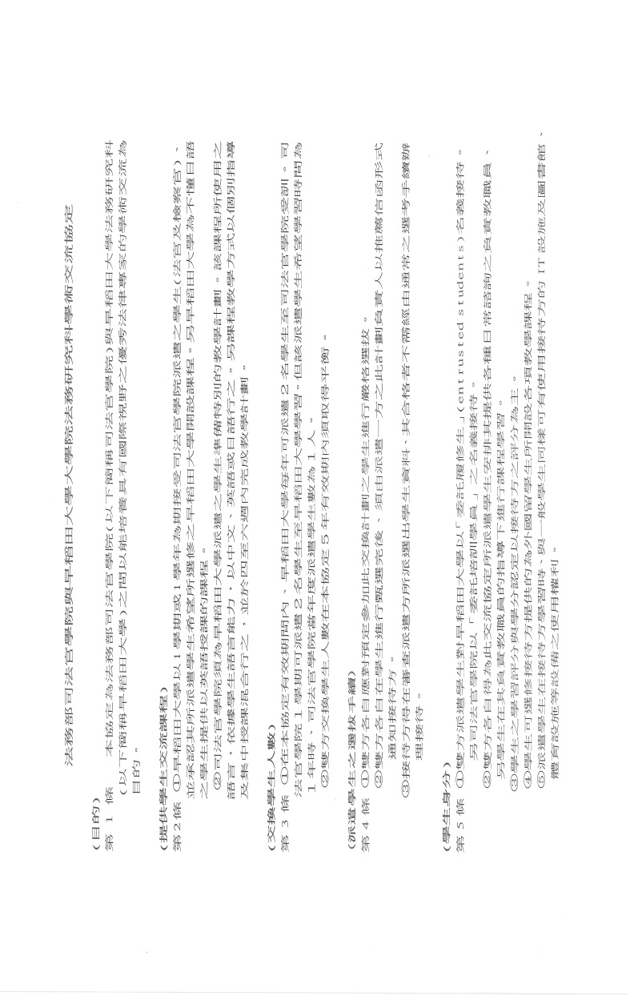 法務部司法官學院與早稻田大學大學院法務研究科學術交流協定
(目的)
第 1 條　本協定為法務部司法官學院(以下簡稱司法官學院)與早稻田大學法務研究科
(以下簡稱早稻田大學)之間以能培養具有國際視野之優秀法律專家的學術交流為
目的。
(提供學生交流課程)
第2條 ①早稻田大學以1學期或1學年為期接受司法官學院派遣之學生(法官及檢察官)、
並承認其所派遣學生希望所選修之早稻田大學開設課程。另早稻田大學為不懂日語
之學生提供以英語授課的課程。
②司法官學院須為早稻田大學派遣之學生準備特別的教學計劃。該課程所使用之
語言，依據學生語言能力，以中文、英語或日語行之。另課程教學方式以個別指導
及集中授課混合行之，並於四至六週內完成教學計劃。
(交換學生人數)
第 3 條 ①在本協定有效期間內、早稻田大學每年可派遣 2 名學生至司法官學院受訓。司
法官學院 1 學期可派遣 2 名學生至早稻田大學學習。但該派遣學生希望學習時間為
1 年時、司法官學院當年度派遣學生數為 1 人。
②雙方交換學生人數在本協定 5 年有效期內須取得平衡。
(派遣學生之選拔手續)
第 4 條 ①雙方各自應對預定參加此交換計劃之學生進行嚴格選拔。
②雙方各自在學生進行甄選完後、須由派遣一方之此計劃負責人以推薦信函形式
通知接待方。
③接待方得在審查派遣方所派選出學生資料、其合格者不需經由通常之選考手續辦
理接待。
(學生身分)
第 5 條 ①雙方派遣學生對早稻田大學以「委託履修生」(entrusted students)名義接待。
另司法官學院以「委託培訓學員」之名義接待。
②雙方各自得為此交流協定所派遣學生安排其提供各種日常諮詢之負責教職員、
另學生在其負責教職員的指導下進行課程學習。
③學生之學習評分與學分認定以接待方之評分為主。
④學生可選修接待方提供的為外國留學生所開設各項教學課程。
⑤派遣學生在接待方學習時、與一般學生同樣可有使用接待方的 IT 設施及圖書館、
體育設施等設備之使用權利。